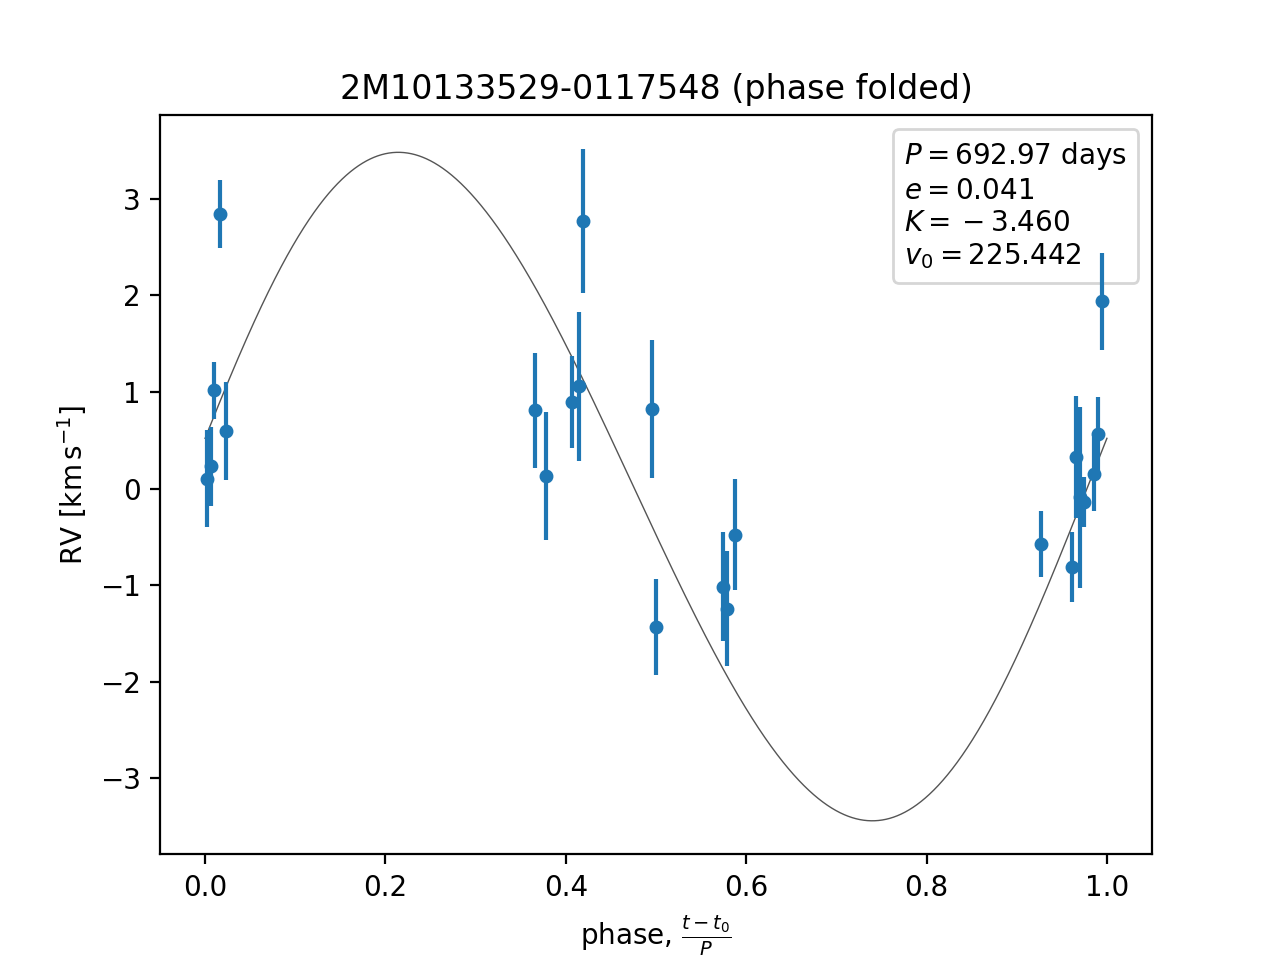 2M10133529-0117548 (phase folded)
P = 692.97 days
e = 0.041
K = − 3.460
v₀ = 225.442
RV [km s⁻¹]
3
2
1
0
−1
−2
−3
0.0 0.2 0.4 0.6 0.8 1.0
phase, (t − t₀)/P